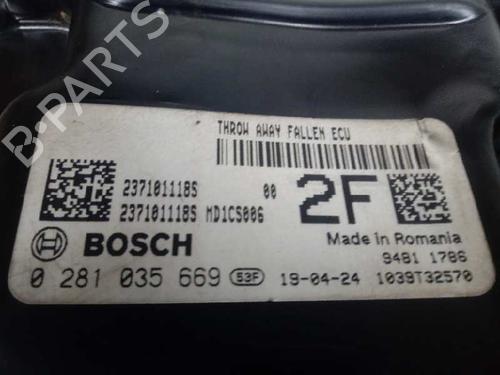 THROW AWAY FALLEN ECU
237101118S 00
237101118S MD1CS006
2F
BOSCH
Made in Romania
9481 1786
0 281 035 669 53F 19-04-24 1039T32570
B-PARTS